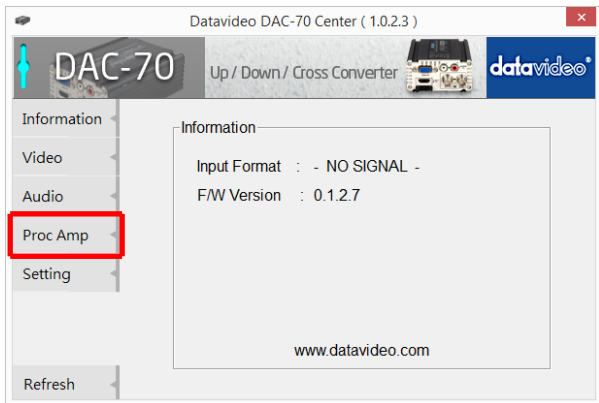 Datavideo DAC-70 Center ( 1.0.2.3 )
DAC-70
Up / Down / Cross Converter
datavideo®
Information
Video
Audio
Proc Amp
Setting
Refresh
Information
Input Format : - NO SIGNAL -
F/W Version : 0.1.2.7
www.datavideo.com